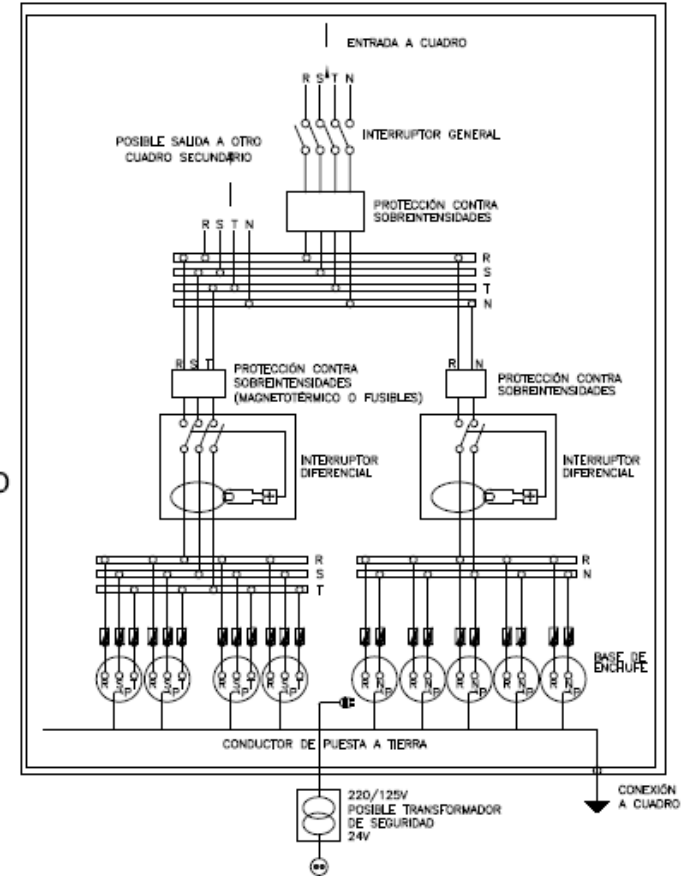 ENTRADA A CUADRO
R S T N
INTERRUPTOR GENERAL
POSIBLE SALIDA A OTRO
CUADRO SECUNDARIO
PROTECCIÓN CONTRA
SOBREINTENSIDADES
R S T N
R
S
T
N
R S T
PROTECCIÓN CONTRA
SOBREINTENSIDADES
(MAGNETOTÉRMICO O FUSIBLES)
R N
PROTECCIÓN CONTRA
SOBREINTENSIDADES
INTERRUPTOR
DIFERENCIAL
INTERRUPTOR
DIFERENCIAL
O
R
S
T
R
N
BASE DE
ENCHUFE
R S T P
R S T P
R S T P
R S T P
R N P
R N P
R N P
R N P
R N P
CONDUCTOR DE PUESTA A TIERRA
CONEXIÓN
A CUADRO
220/125V
POSIBLE TRANSFORMADOR
DE SEGURIDAD
24V